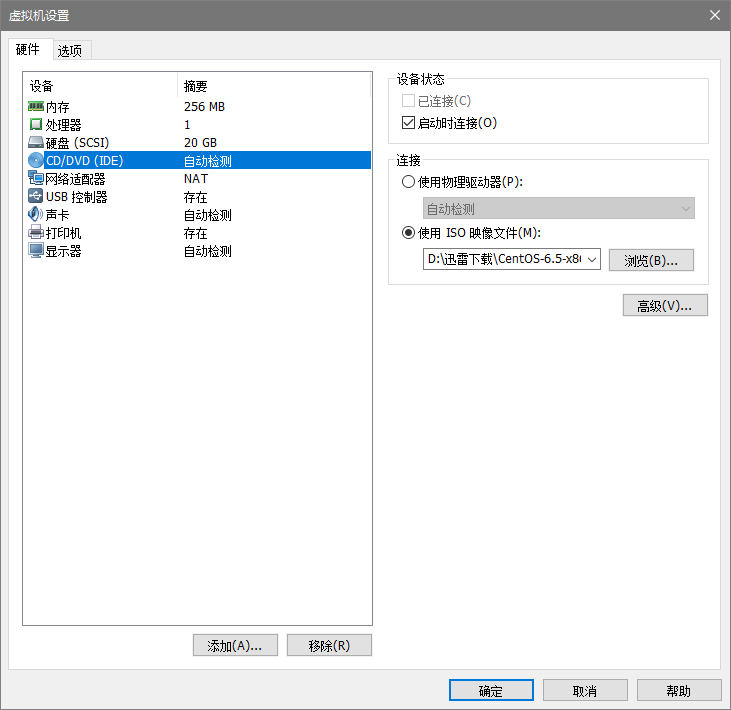 虚拟机设置
硬件 选项
设备 摘要
内存 256 MB
处理器 1
硬盘 (SCSI) 20 GB
CD/DVD (IDE) 自动检测
网络适配器 NAT
USB 控制器 存在
声卡 自动检测
打印机 存在
显示器 自动检测
添加(A)... 移除(R)
设备状态
已连接(C)
启动时连接(O)
连接
使用物理驱动器(P):
自动检测
使用 ISO 映像文件(M):
D:\迅雷下载\CentOS-6.5-x8 浏览(B)...
高级(V)...
确定 取消 帮助